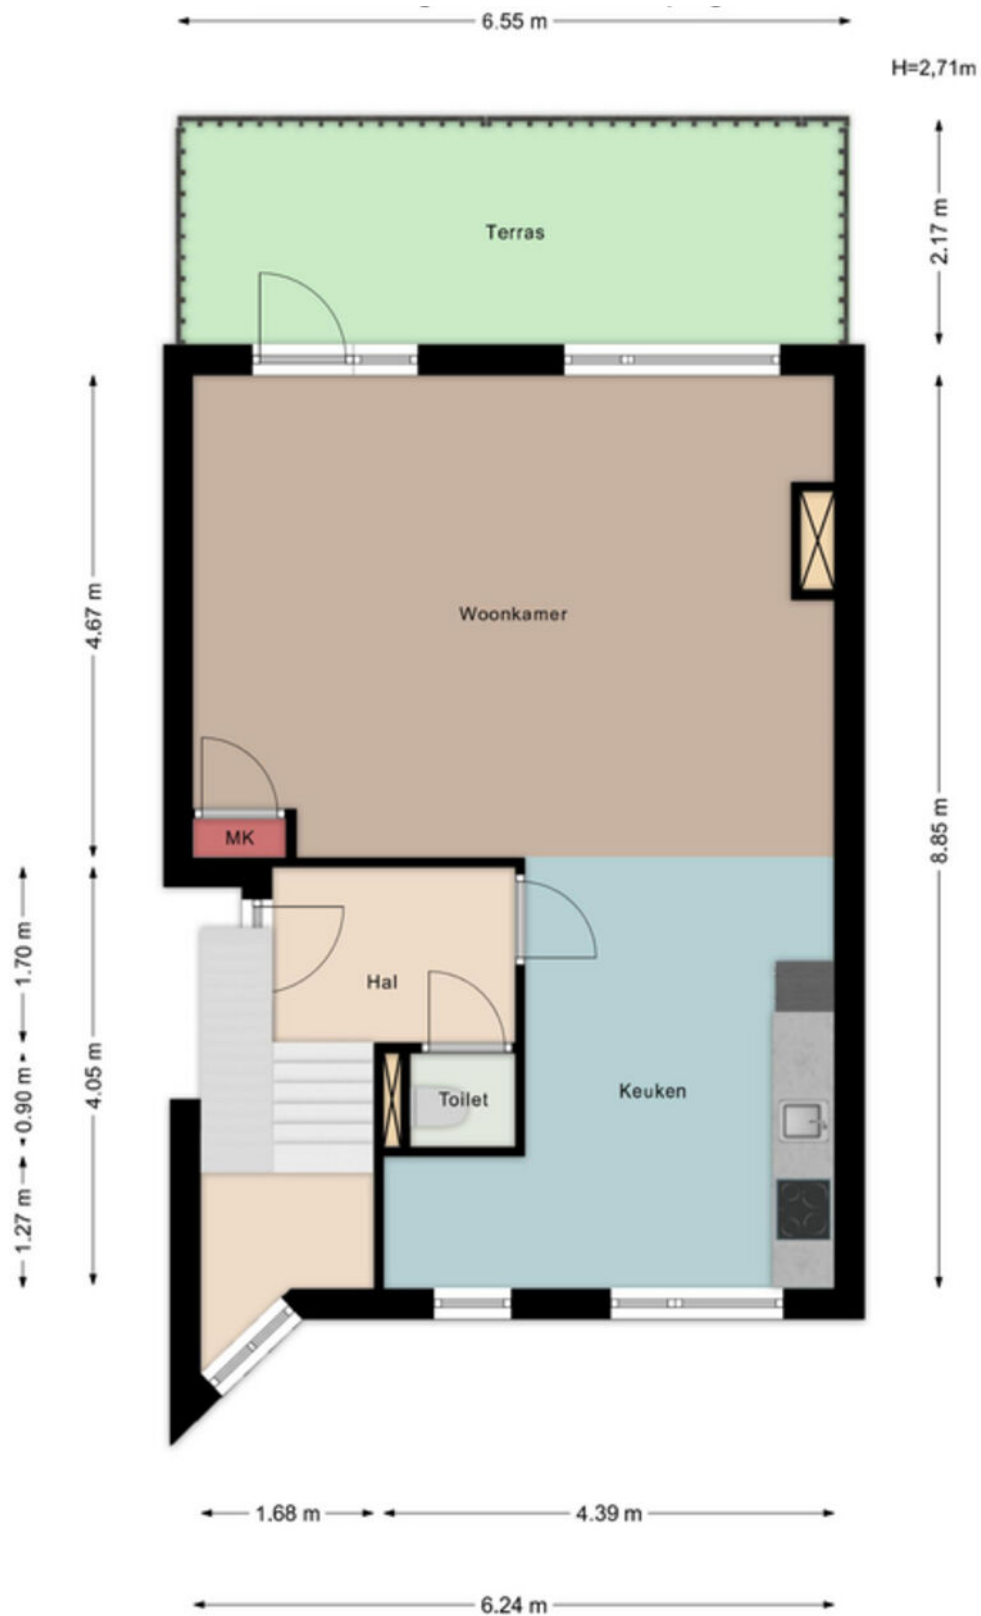 6.55 m
H=2,71m
Terras
2.17 m
4.67 m
Woonkamer
MK
8.85 m
1.70 m
Hal
4.05 m
0.90 m
Toilet
Keuken
1.27 m
1.68 m
4.39 m
6.24 m